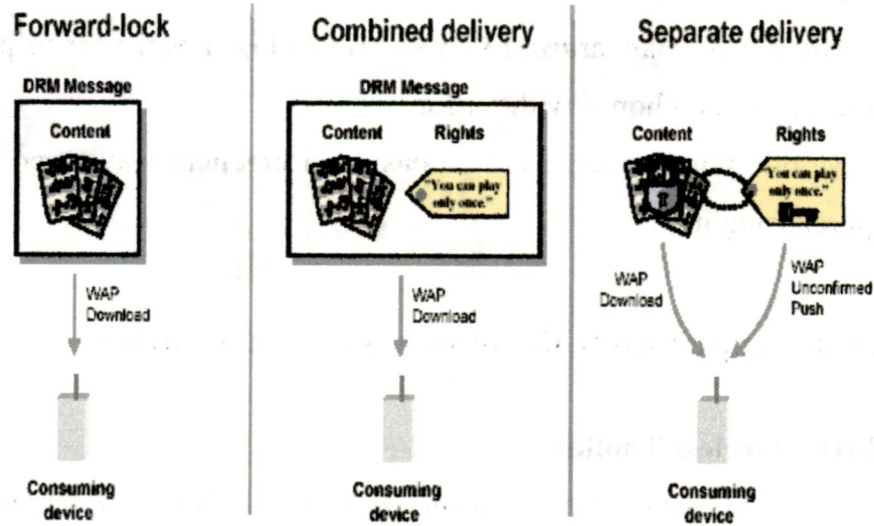 Forward-lock
DRM Message
Content
WAP
Download
Consuming
device
Combined delivery
DRM Message
Content
Rights
"You can play
only once."
WAP
Download
Consuming
device
Separate delivery
Content
Rights
"You can play
only once."
WAP
Download
WAP
Unconfirmed
Push
Consuming
device